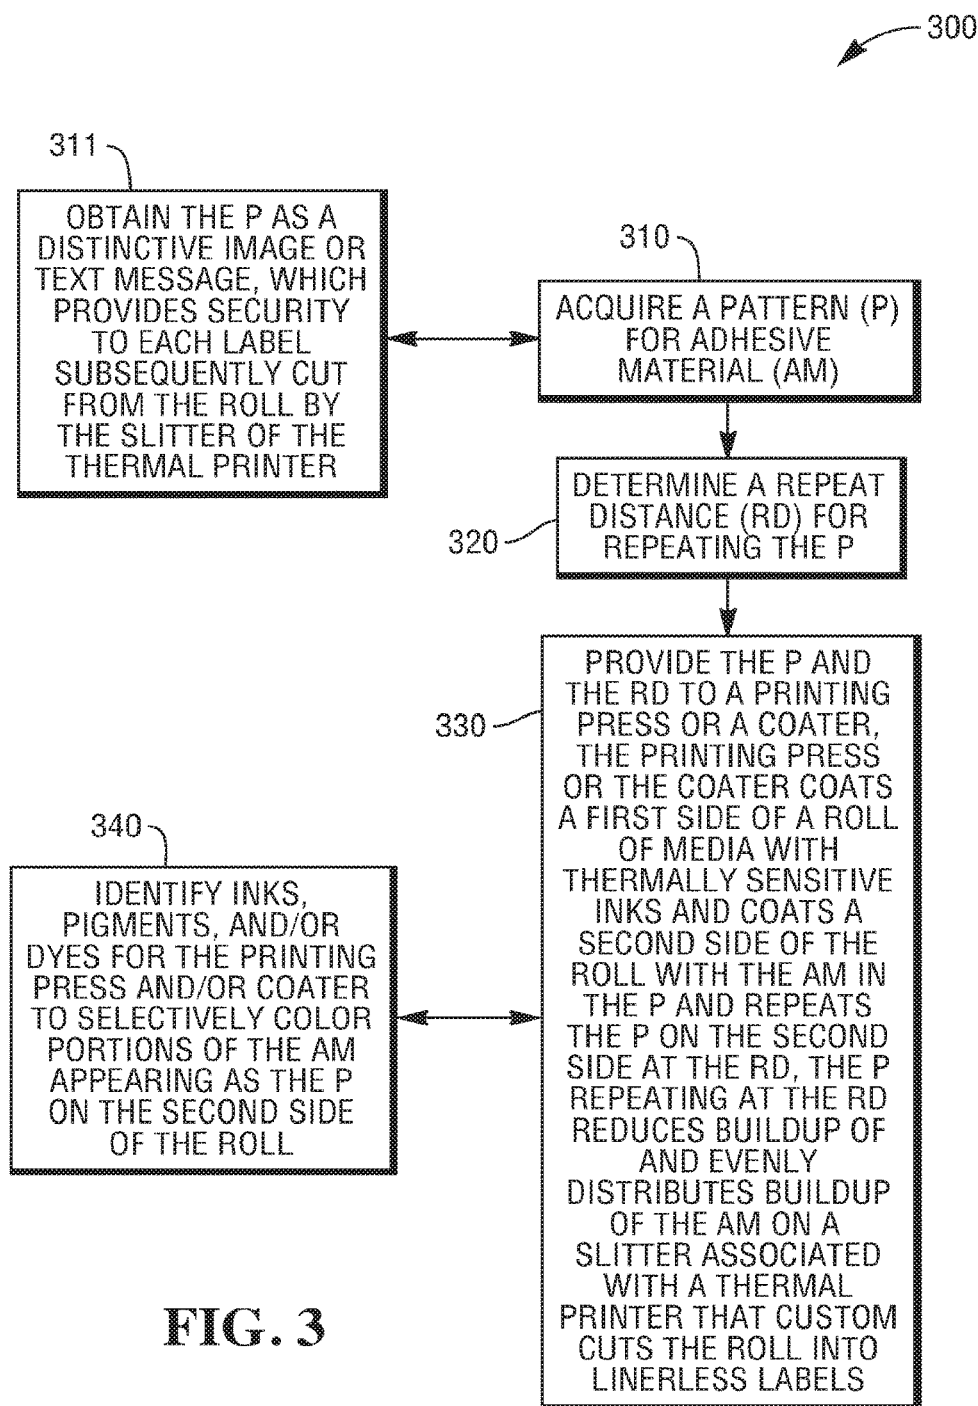 300
311
OBTAIN THE P AS A
DISTINCTIVE IMAGE OR
TEXT MESSAGE, WHICH
PROVIDES SECURITY
TO EACH LABEL
SUBSEQUENTLY CUT
FROM THE ROLL BY
THE SLITTER OF THE
THERMAL PRINTER
310
ACQUIRE A PATTERN (P)
FOR ADHESIVE
MATERIAL (AM)
320
DETERMINE A REPEAT
DISTANCE (RD) FOR
REPEATING THE P
330
PROVIDE THE P AND
THE RD TO A PRINTING
PRESS OR A COATER,
THE PRINTING PRESS
OR THE COATER COATS
A FIRST SIDE OF A ROLL
OF MEDIA WITH
THERMALLY SENSITIVE
INKS AND COATS A
SECOND SIDE OF THE
ROLL WITH THE AM IN
THE P AND REPEATS
THE P ON THE SECOND
SIDE AT THE RD, THE P
REPEATING AT THE RD
REDUCES BUILDUP OF
AND EVENLY
DISTRIBUTES BUILDUP
OF THE AM ON A
SLITTER ASSOCIATED
WITH A THERMAL
PRINTER THAT CUSTOM
CUTS THE ROLL INTO
LINERLESS LABELS
340
IDENTIFY INKS,
PIGMENTS, AND/OR
DYES FOR THE PRINTING
PRESS AND/OR COATER
TO SELECTIVELY COLOR
PORTIONS OF THE AM
APPEARING AS THE P
ON THE SECOND SIDE
OF THE ROLL
FIG. 3